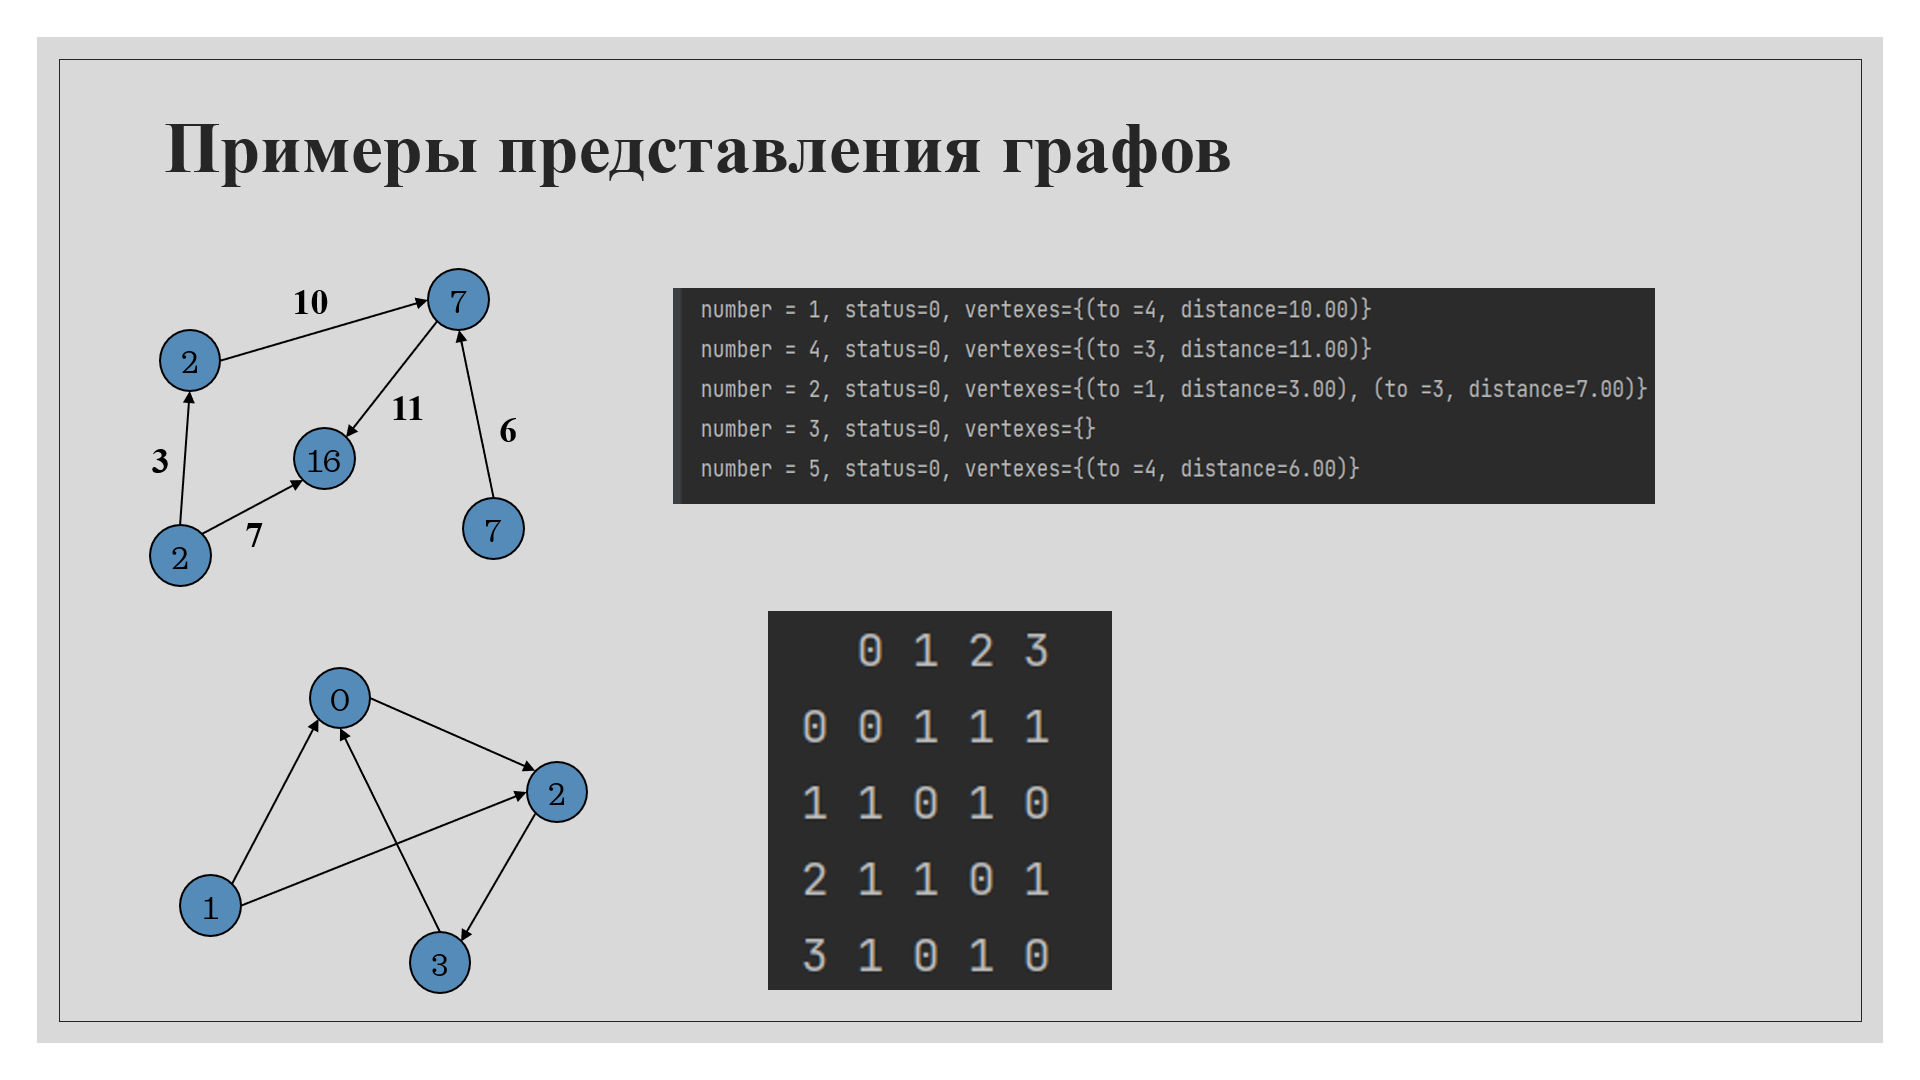 Примеры представления графов
10
7
2
11
6
3
16
7
2
7
number = 1, status=0, vertexes={(to =4, distance=10.00)}
number = 4, status=0, vertexes={(to =3, distance=11.00)}
number = 2, status=0, vertexes={(to =1, distance=3.00), (to =3, distance=7.00)}
number = 3, status=0, vertexes={}
number = 5, status=0, vertexes={(to =4, distance=6.00)}
0
2
1
3
0 1 2 3
0 0 1 1 1
1 1 0 1 0
2 1 1 0 1
3 1 0 1 0